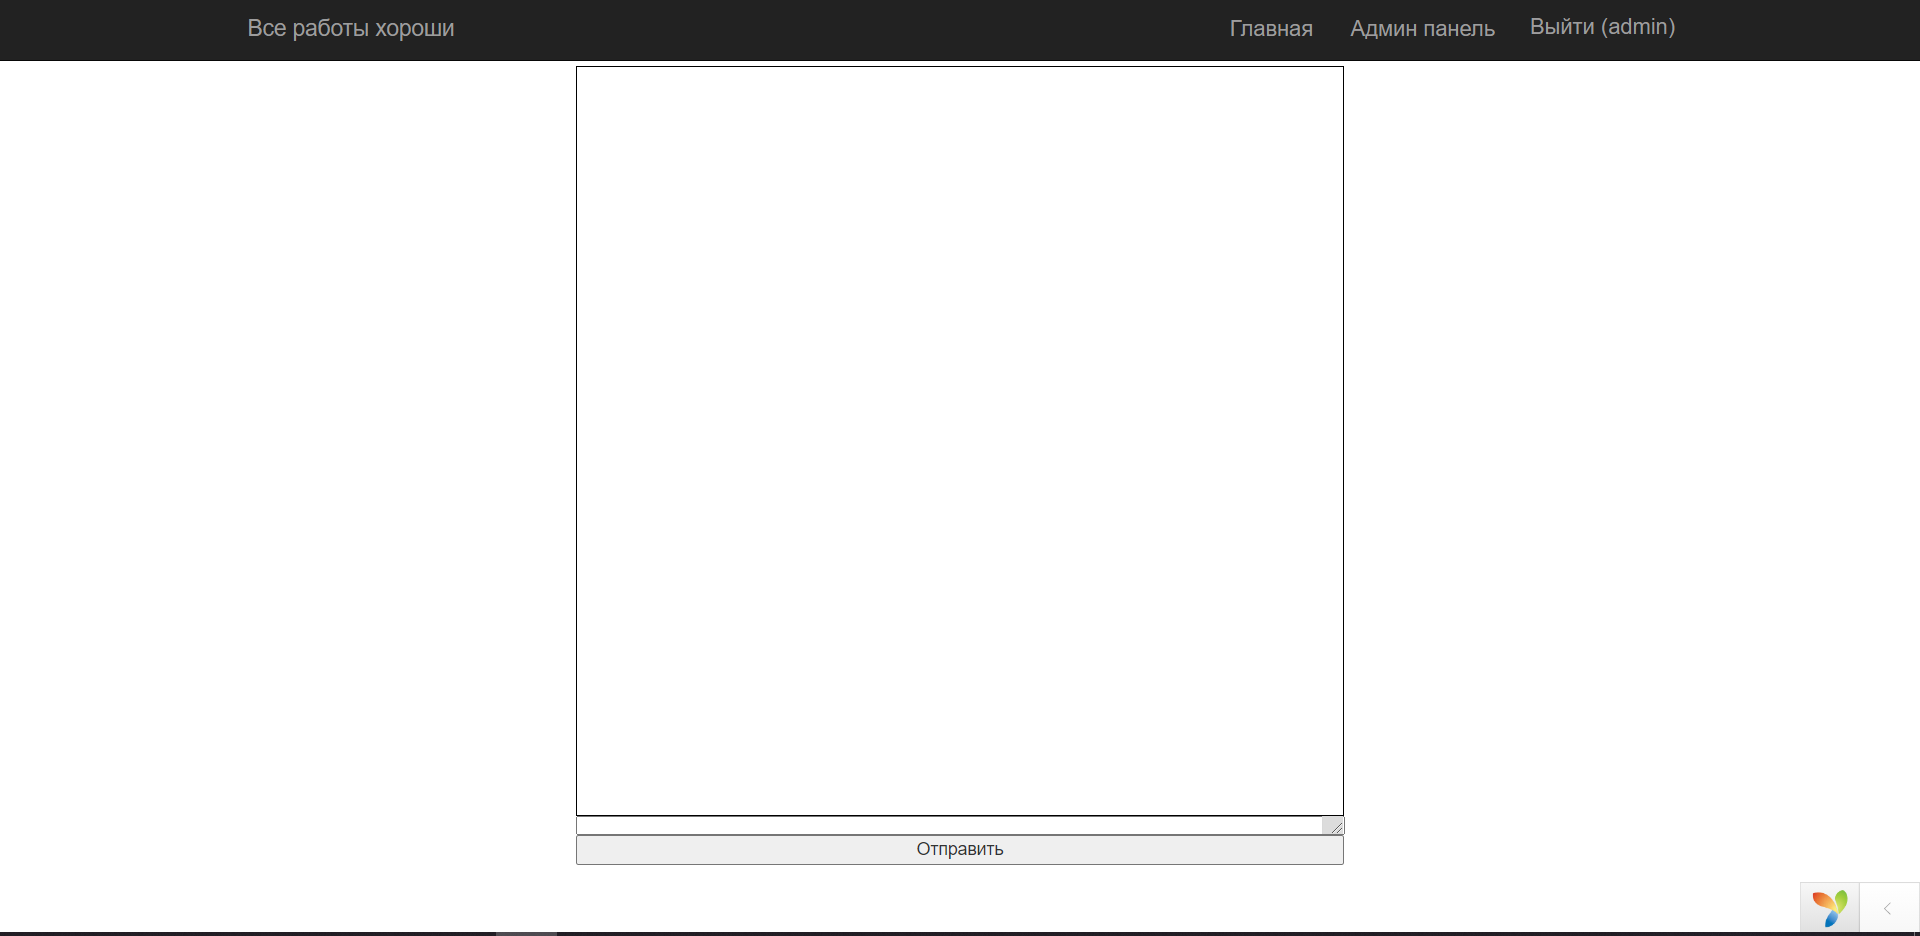 Все работы хороши
Главная
Админ панель
Выйти (admin)
Отправить